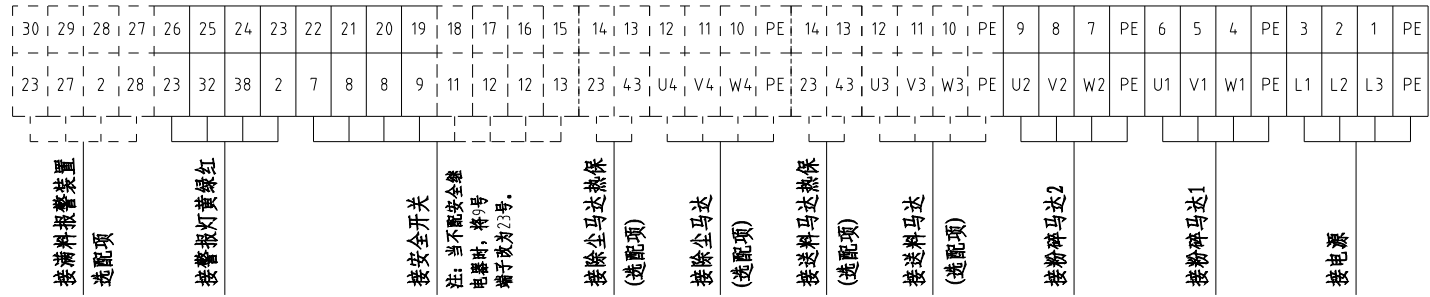 30 29 28 27 26 25 24 23 22 21 20 19 18 17 16 15 14 13 12 11 10 PE 14 13 12 11 10 PE 9 8 7 PE 6 5 4 PE 3 2 1 PE
23 27 2 28 23 32 38 2 7 8 8 9 11 12 12 13 23 43 U4 V4 W4 PE 23 43 U3 V3 W3 PE U2 V2 W2 PE U1 V1 W1 PE L1 L2 L3 PE
接满料报警装置
选配项
接警报灯黄绿红
接安全开关
注：当不配安全继
电器时，将9号
端子改为23号。
接除尘马达热保
(选配项)
接除尘马达
(选配项)
接送料马达热保
(选配项)
接送料马达
(选配项)
接粉碎马达2
接粉碎马达1
接电源